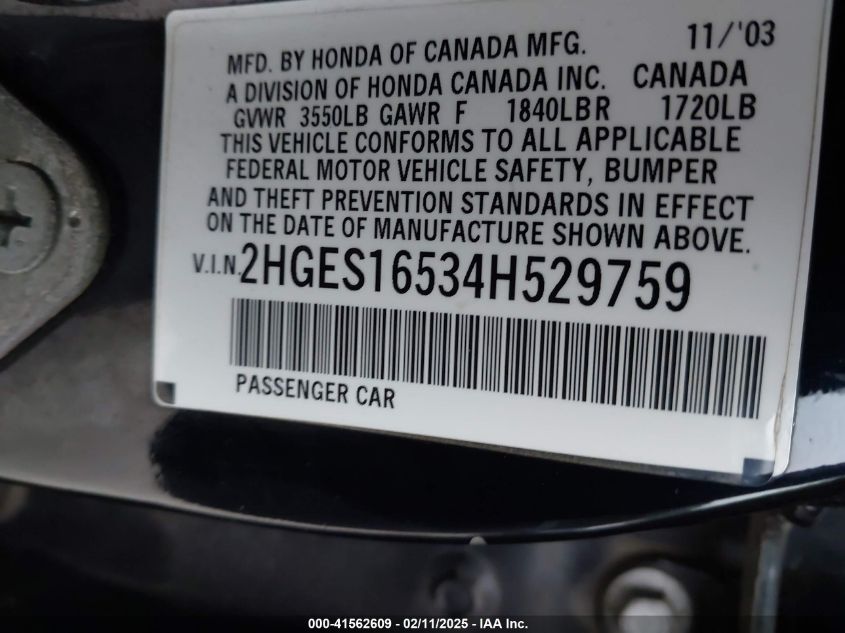 MFD. BY HONDA OF CANADA MFG. 11/'03
A DIVISION OF HONDA CANADA INC. CANADA
GVWR 3550LB GAWR F 1840LBR 1720LB
THIS VEHICLE CONFORMS TO ALL APPLICABLE
FEDERAL MOTOR VEHICLE SAFETY, BUMPER
AND THEFT PREVENTION STANDARDS IN EFFECT
ON THE DATE OF MANUFACTURE SHOWN ABOVE.
V.I.N. 2HGES16534H529759
PASSENGER CAR
000-41562609 / 02/11/2025 / IAA Inc.